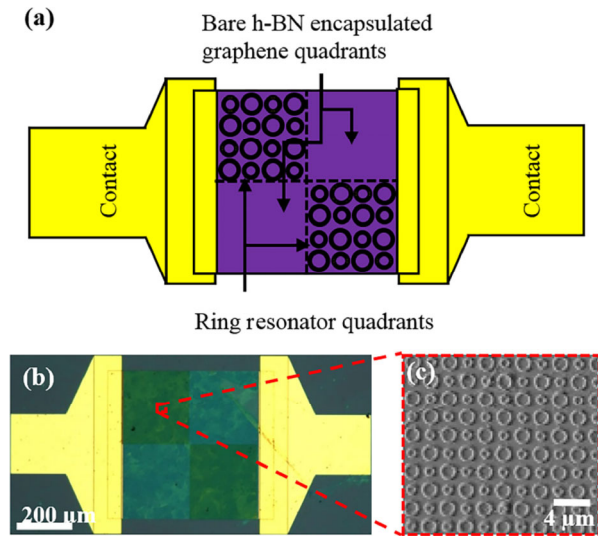 (a)
Bare h-BN encapsulated
graphene quadrants
Contact
Contact
Ring resonator quadrants
(b)
200 µm
(c)
4 µm